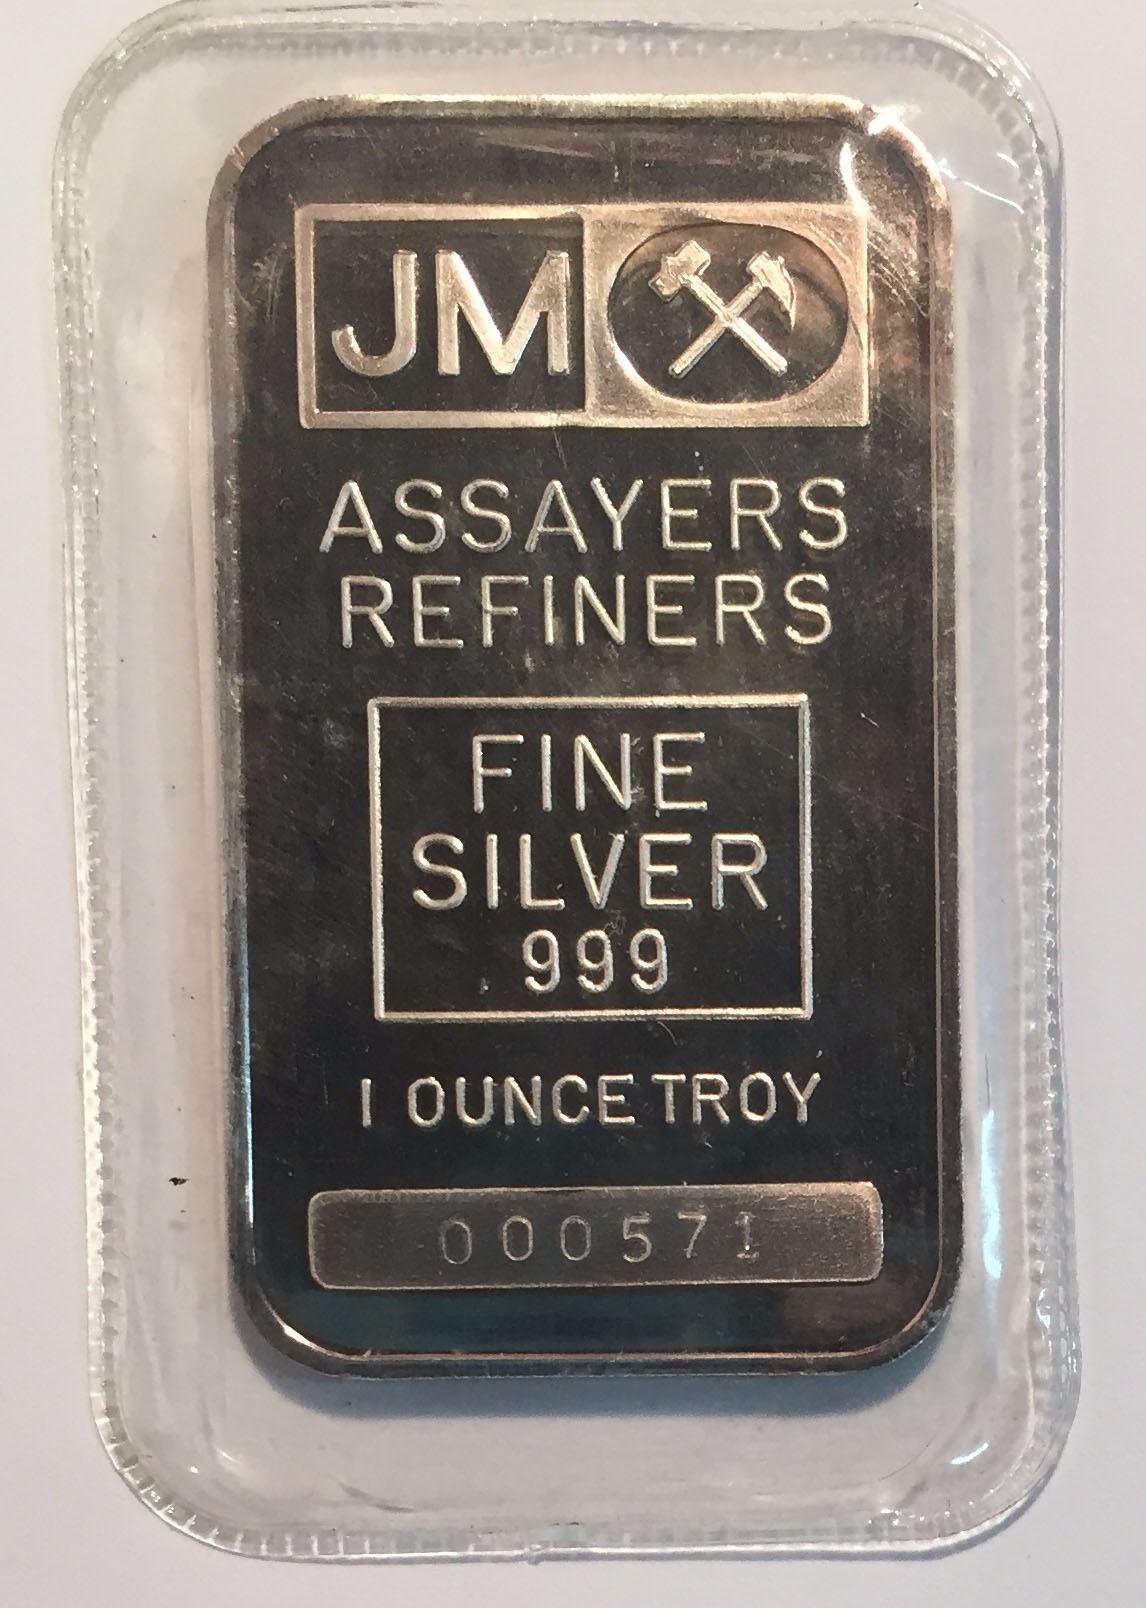 JM
ASSAYERS
REFINERS
FINE
SILVER
999
1 OUNCE TROY
000571